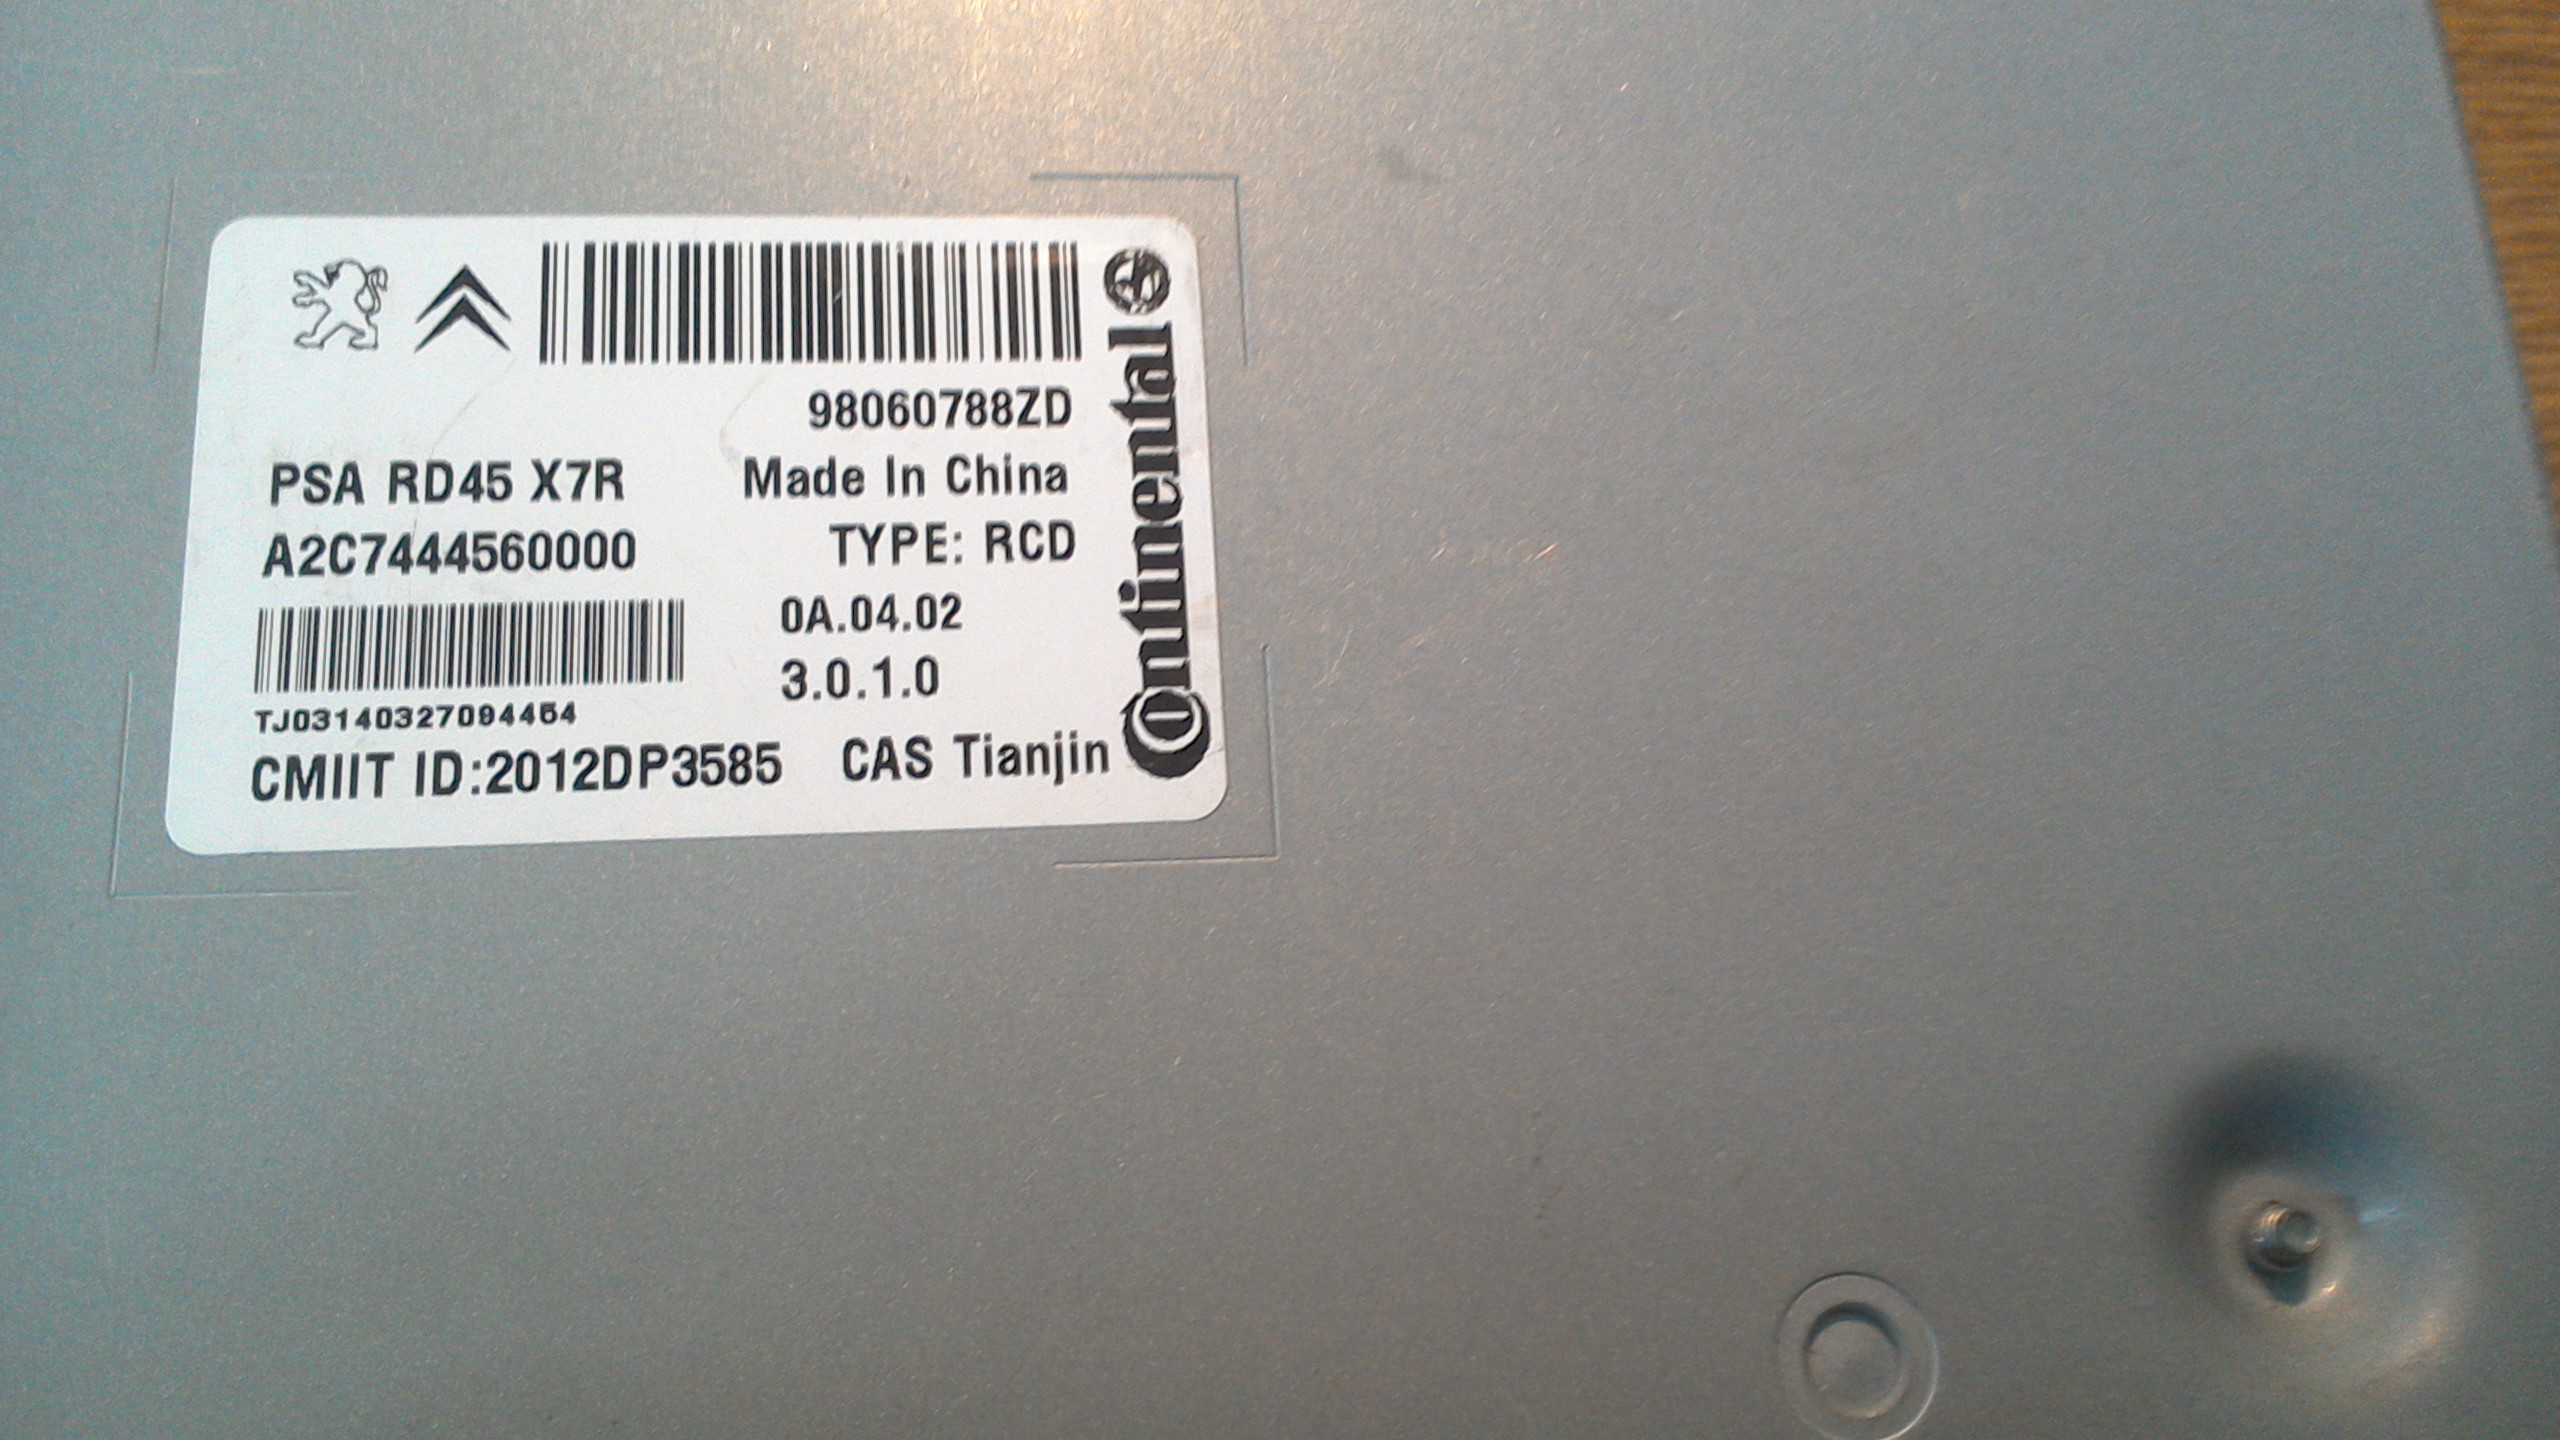 98060788ZD
PSA RD45 X7R
Made In China
A2C7444560000
TYPE: RCD
0A.04.02
3.0.1.0
TJ03140327094454
CMIIT ID:2012DP3585
CAS Tianjin
Continental